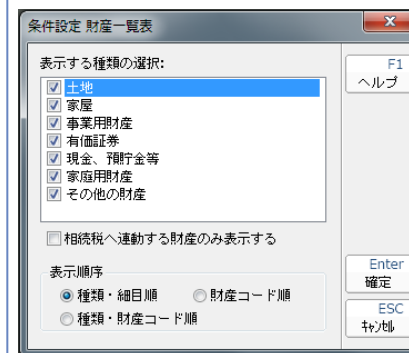 条件設定 財産一覧表
表示する種類の選択:
土地
家屋
事業用財産
有価証券
現金、預貯金等
家庭用財産
その他の財産
相続税へ連動する財産のみ表示する
表示順序
種類・細目順 財産コード順
種類・財産コード順
F1
ヘルプ
Enter
確定
ESC
ｷｬﾝｾﾙ